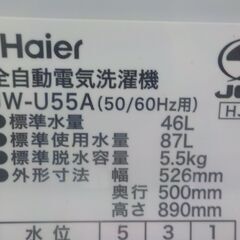 Haier
全自動電気洗濯機
W-U55A(50/60Hz用)
●標準水量 46L
●標準使用水量 87L
●標準脱水容量 5.5kg
●外形寸法 幅 526mm
奥行 500mm
高さ 890mm
水位 5 3 1